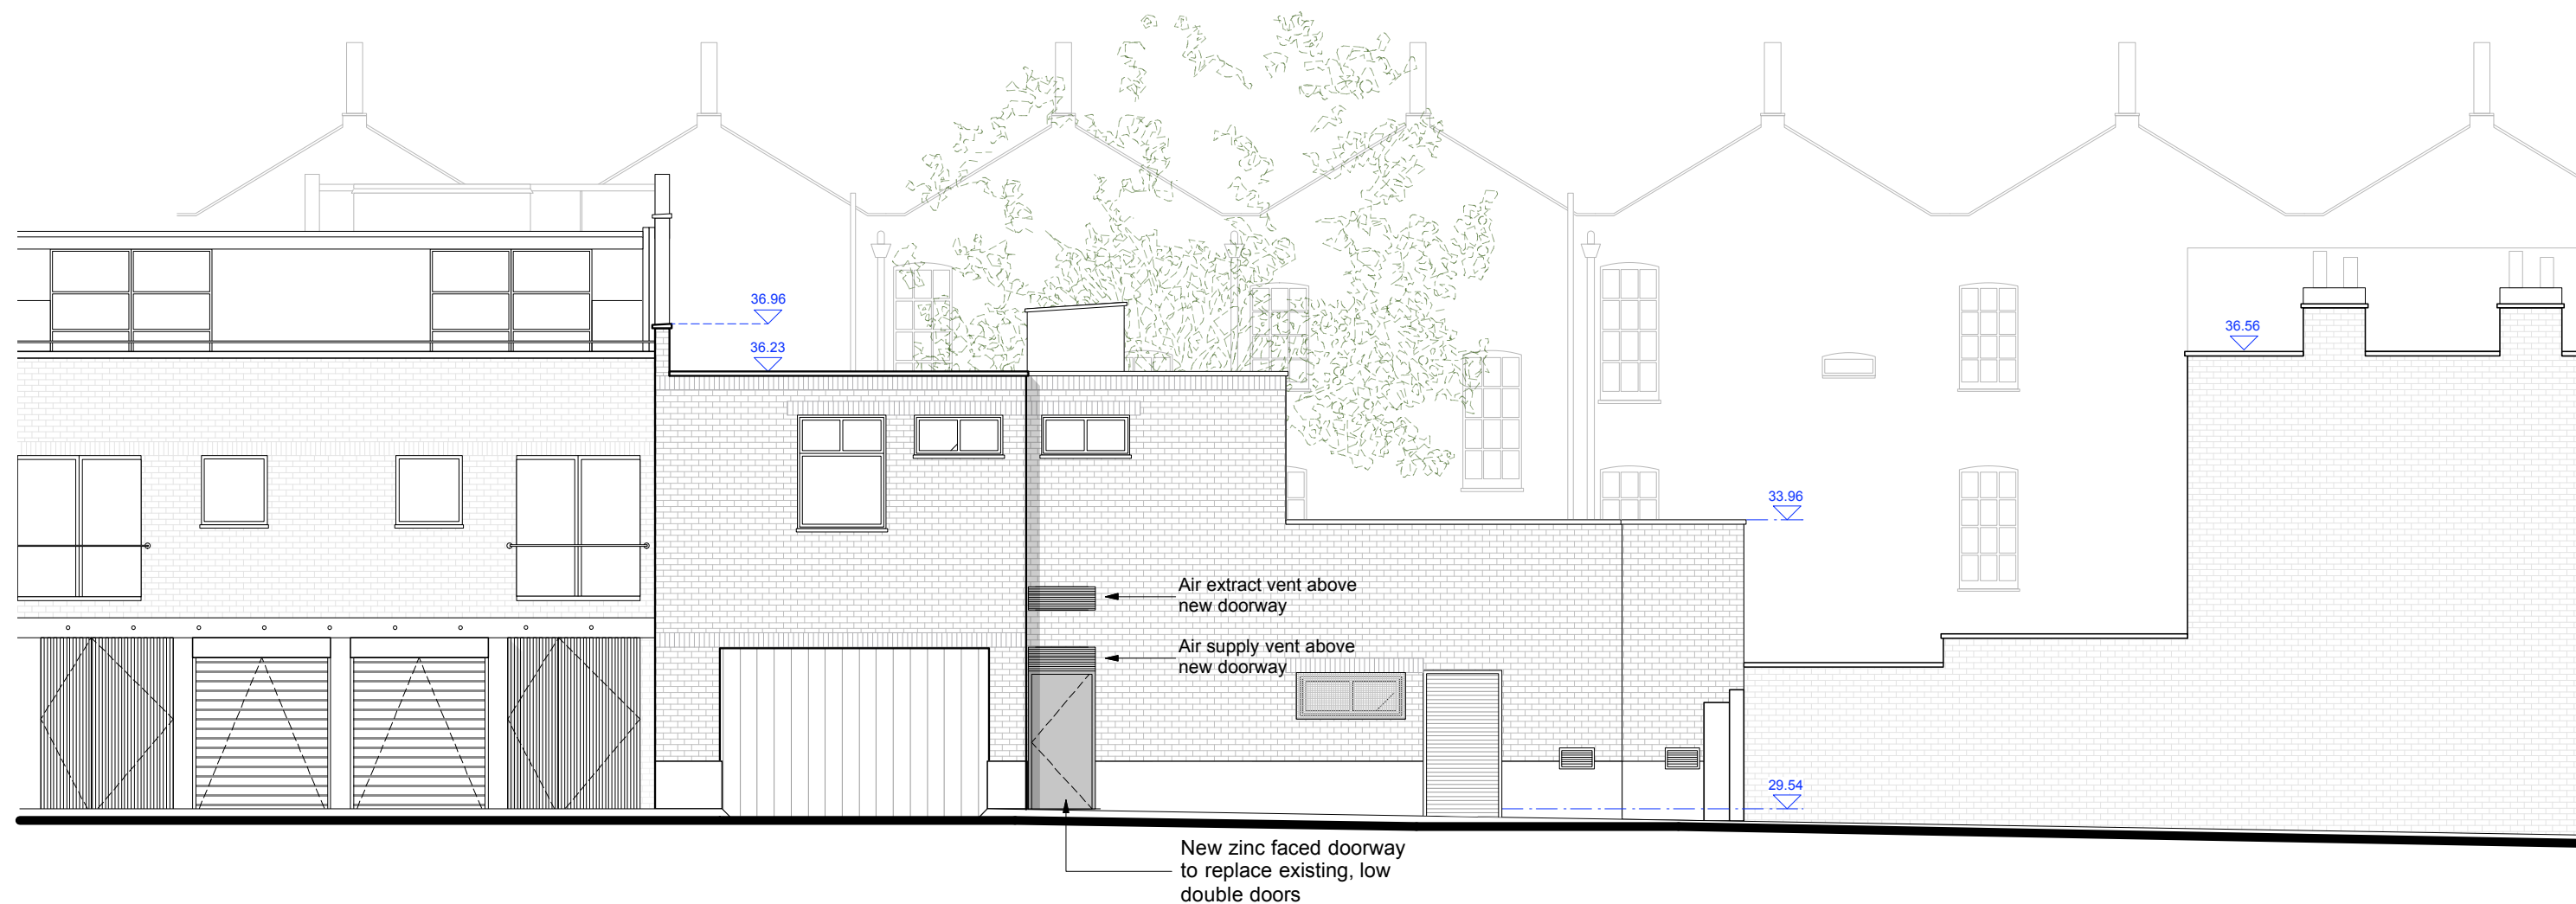 36.96
36.23
36.56
33.96
Air extract vent above
new doorway
Air supply vent above
new doorway
29.54
New zinc faced doorway
to replace existing, low
double doors